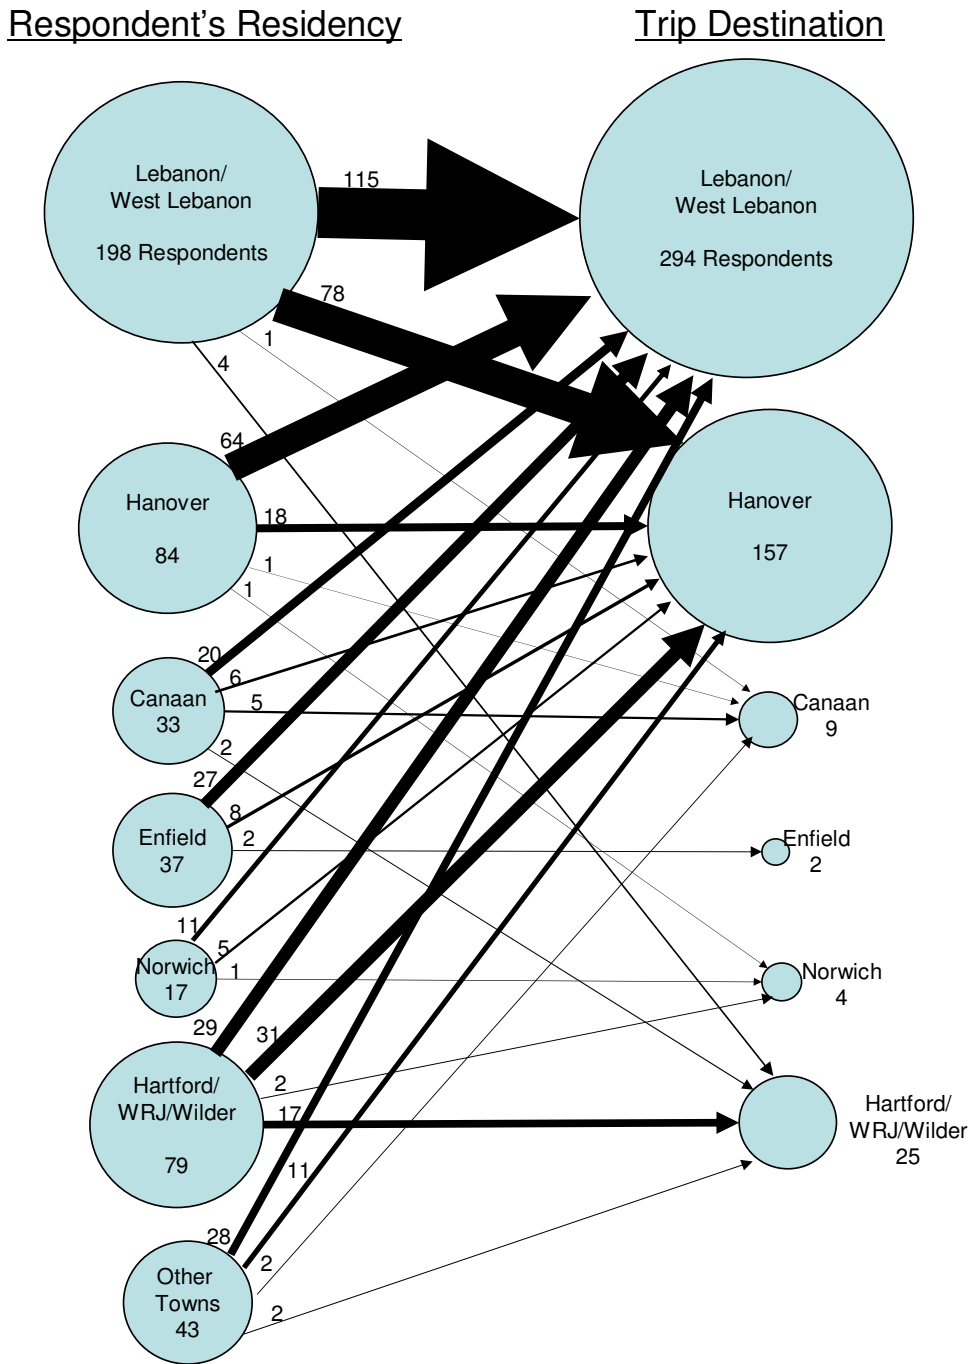 Respondent's Residency
Trip Destination
Lebanon/
West Lebanon
198 Respondents
115
78
1
4
Lebanon/
West Lebanon
294 Respondents
Hanover
84
64
18
1
1
Hanover
157
Canaan
33
20
6
5
2
Canaan
9
Enfield
37
27
8
2
Enfield
2
Norwich
17
11
5
1
Norwich
4
Hartford/
WRJ/Wilder
79
29
31
2
17
Hartford/
WRJ/Wilder
25
Other
Towns
43
28
11
2
2